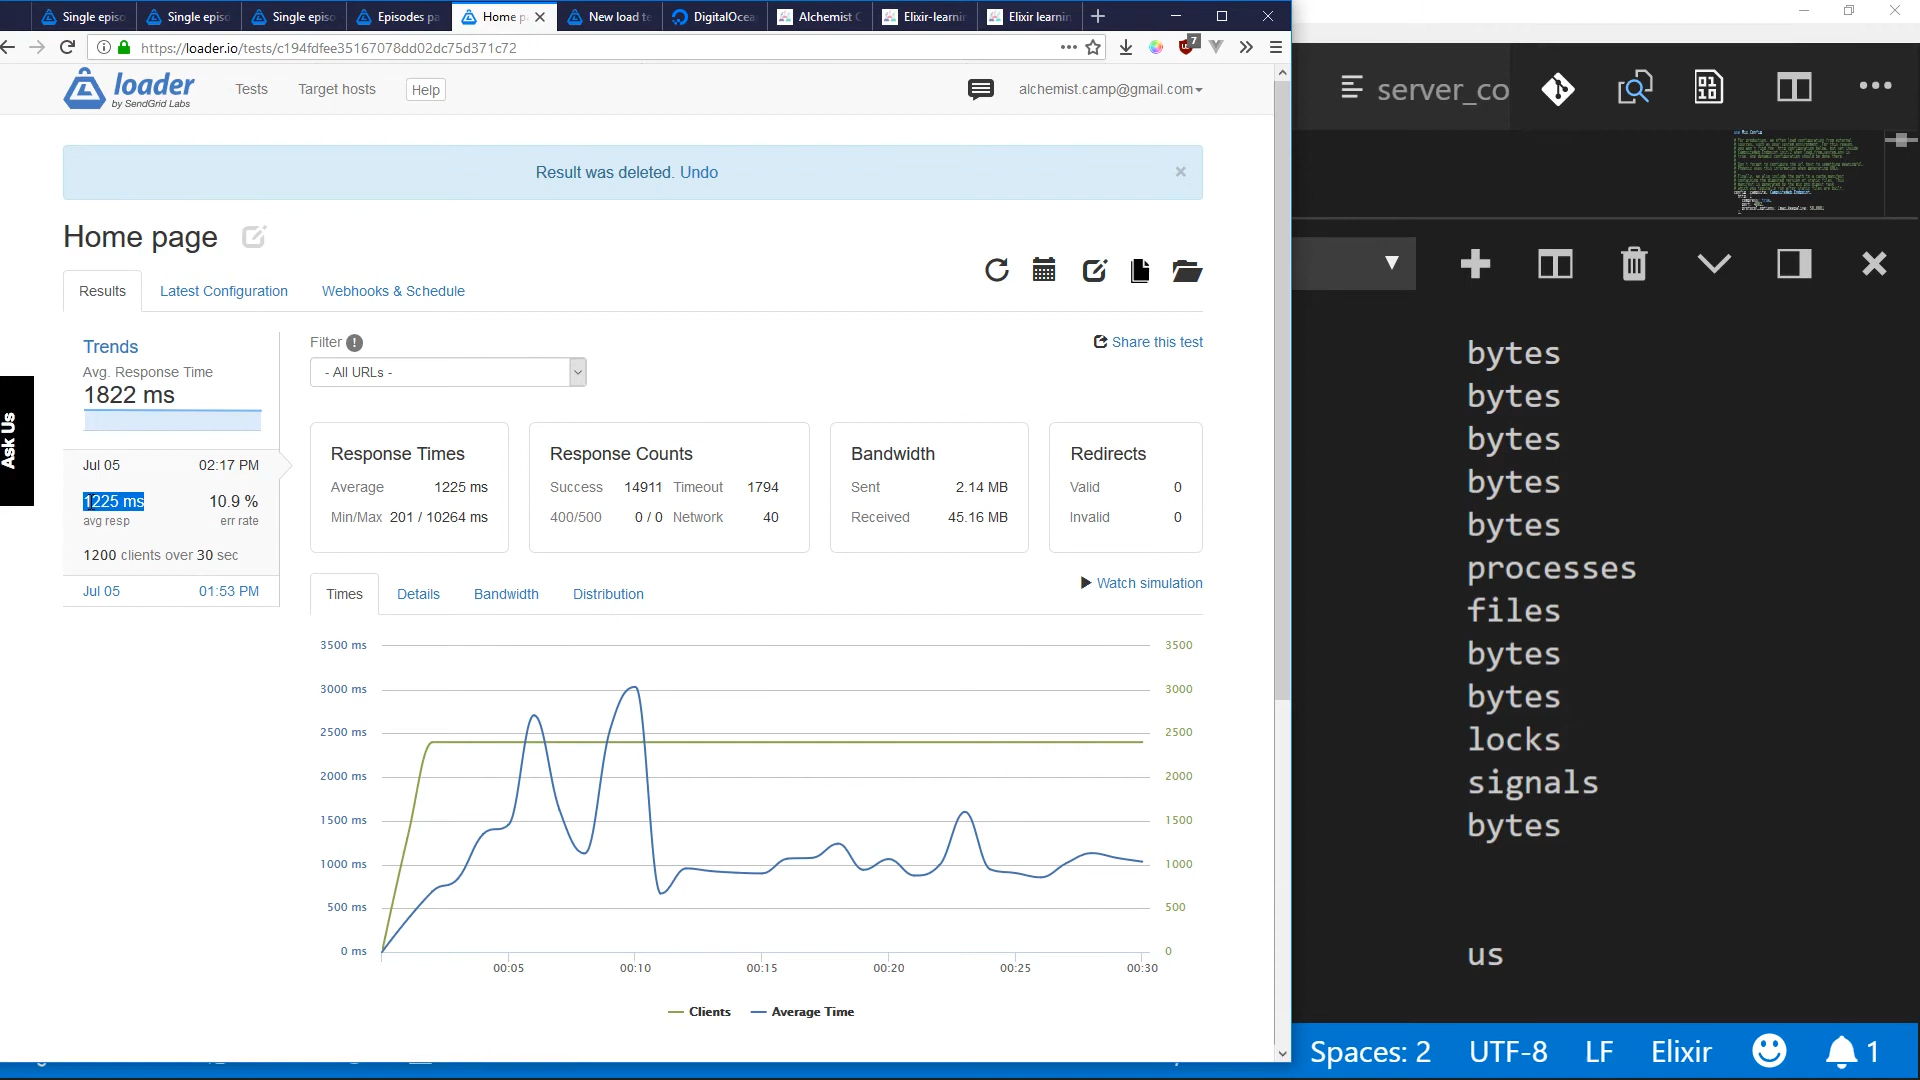 Single episo
Single episo
Single episo
Episodes pa
Home p
New load te
DigitalOcea
Alchemist C
Elixir-learnin
Elixir learnin
https://loader.io/tests/c194fdfee35167078dd02dc75d371c72
7
loader
by SendGrid Labs
Tests
Target hosts
Help
alchemist.camp@gmail.com
Result was deleted. Undo
×
Home page
Results
Latest Configuration
Webhooks & Schedule
Trends
Avg. Response Time
1822 ms
Jul 05 02:17 PM
1225 ms 10.9 %
avg resp err rate
1200 clients over 30 sec
Jul 05 01:53 PM
Ask Us
Filter !
- All URLs -
Share this test
Response Times
Average 1225 ms
Min/Max 201 / 10264 ms
Response Counts
Success 14911 Timeout 1794
400/500 0 / 0 Network 40
Bandwidth
Sent 2.14 MB
Received 45.16 MB
Redirects
Valid 0
Invalid 0
Times
Details
Bandwidth
Distribution
Watch simulation
3500 ms 3500
3000 ms 3000
2500 ms 2500
2000 ms 2000
1500 ms 1500
1000 ms 1000
500 ms 500
0 ms 0
00:05 00:10 00:15 00:20 00:25 00:30
Clients Average Time
server_co
bytes
bytes
bytes
bytes
bytes
processes
files
bytes
bytes
locks
signals
bytes
us
Spaces: 2 UTF-8 LF Elixir 1